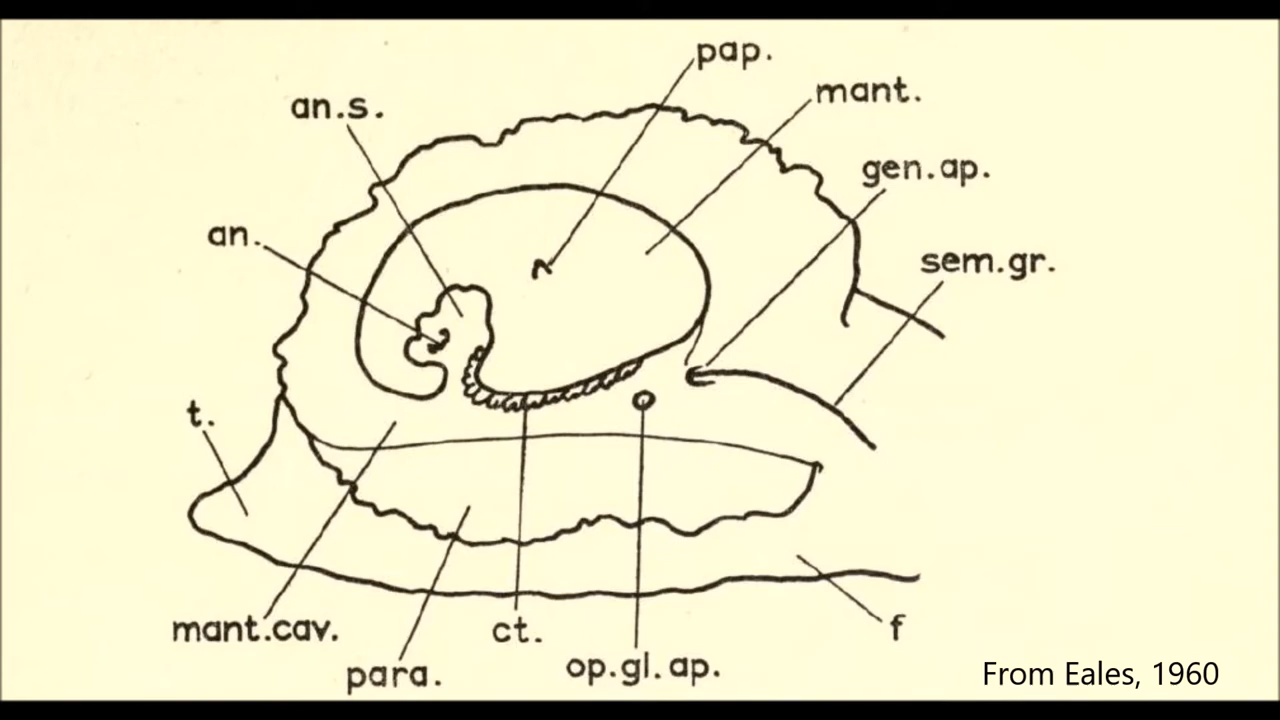 pap.
mant.
an.s.
gen.ap.
an.
sem.gr.
t.
mant.cav.
ct.
f
op.gl.ap.
para.
From Eales, 1960